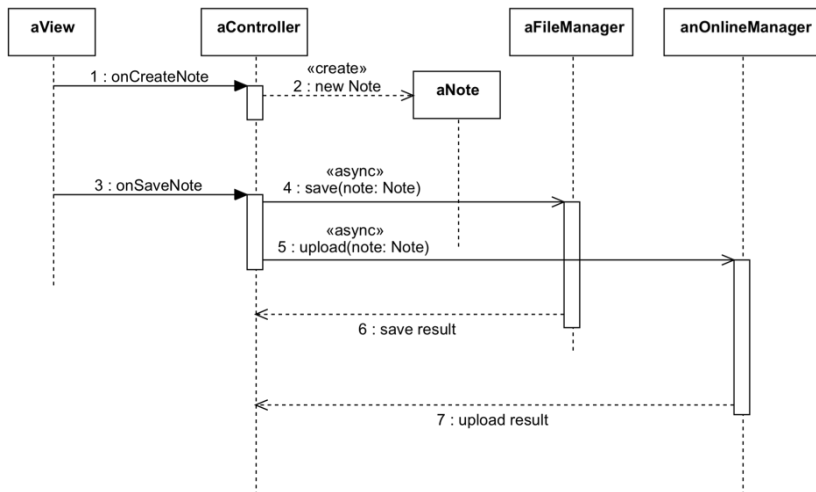 aView
aController
aFileManager
anOnlineManager
1 : onCreateNote
«create»
2 : new Note
aNote
3 : onSaveNote
«async»
4 : save(note: Note)
«async»
5 : upload(note: Note)
6 : save result
7 : upload result